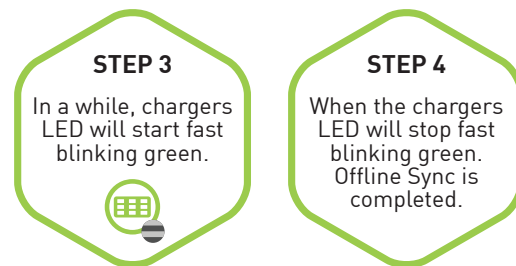 STEP 3
In a while, chargers
LED will start fast
blinking green.
STEP 4
When the chargers
LED will stop fast
blinking green.
Offline Sync is
completed.